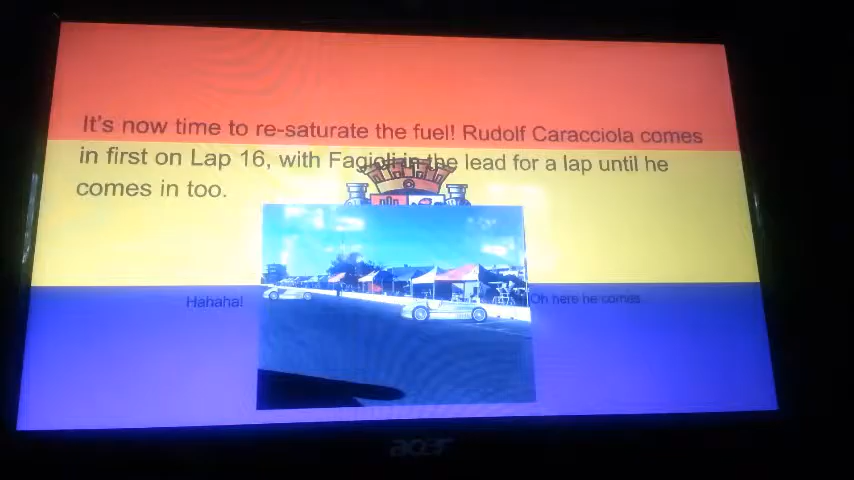 It's now time to re-saturate the fuel! Rudolf Caracciola comes
in first on Lap 16, with Fagioli in the lead for a lap until he
comes in too.
Hahaha!
Oh here he comes
acer